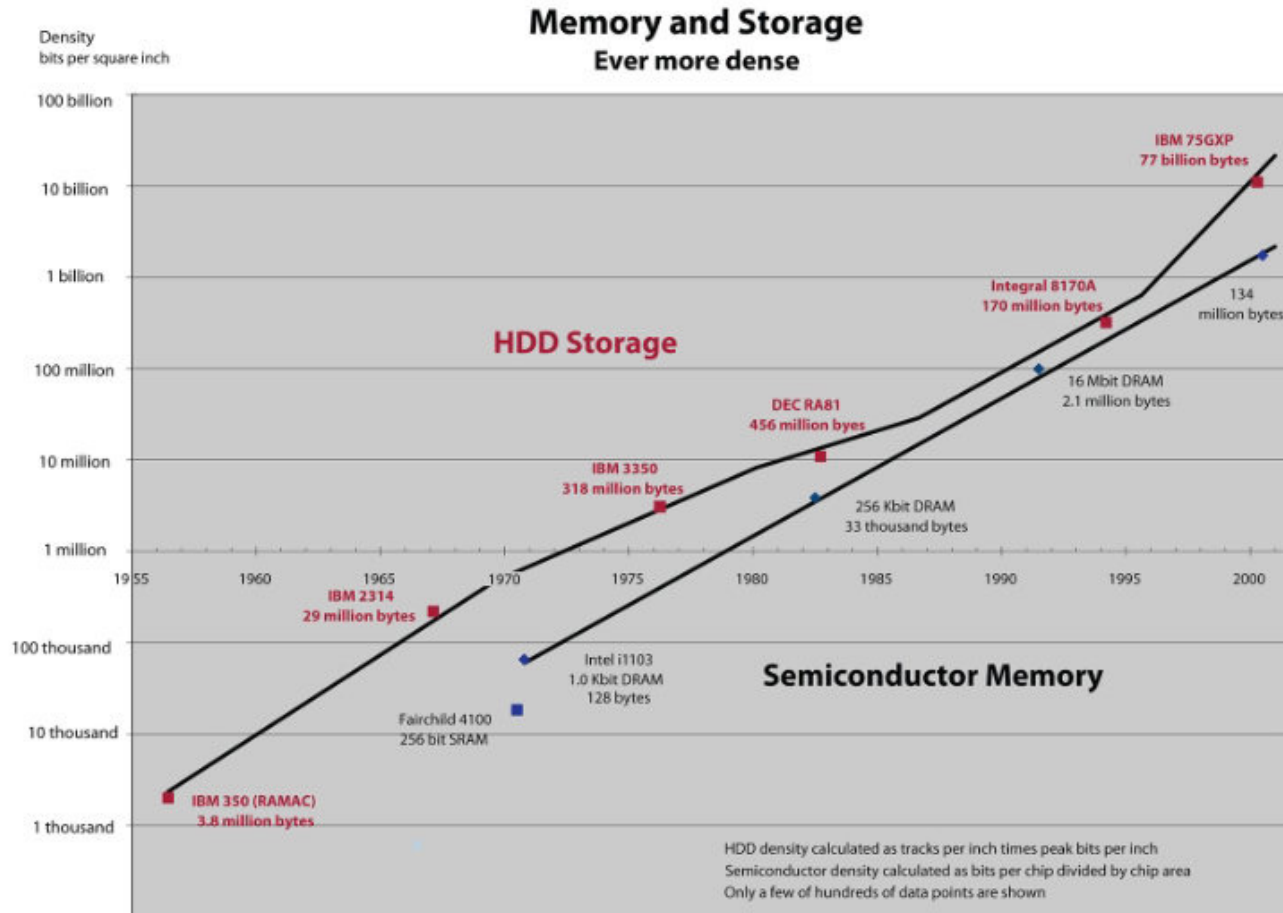 Memory and Storage
Ever more dense
Density
bits per square inch
100 billion
10 billion
1 billion
100 million
10 million
1 million
100 thousand
10 thousand
1 thousand
1955
1960
1965
1970
1975
1980
1985
1990
1995
2000
IBM 75GXP
77 billion bytes
Integral 8170A
170 million bytes
134
million bytes
HDD Storage
16 Mbit DRAM
2.1 million bytes
DEC RA81
456 million byes
IBM 3350
318 million bytes
256 Kbit DRAM
33 thousand bytes
IBM 2314
29 million bytes
Intel i1103
1.0 Kbit DRAM
128 bytes
Semiconductor Memory
Fairchild 4100
256 bit SRAM
IBM 350 (RAMAC)
3.8 million bytes
HDD density calculated as tracks per inch times peak bits per inch
Semiconductor density calculated as bits per chip divided by chip area
Only a few of hundreds of data points are shown